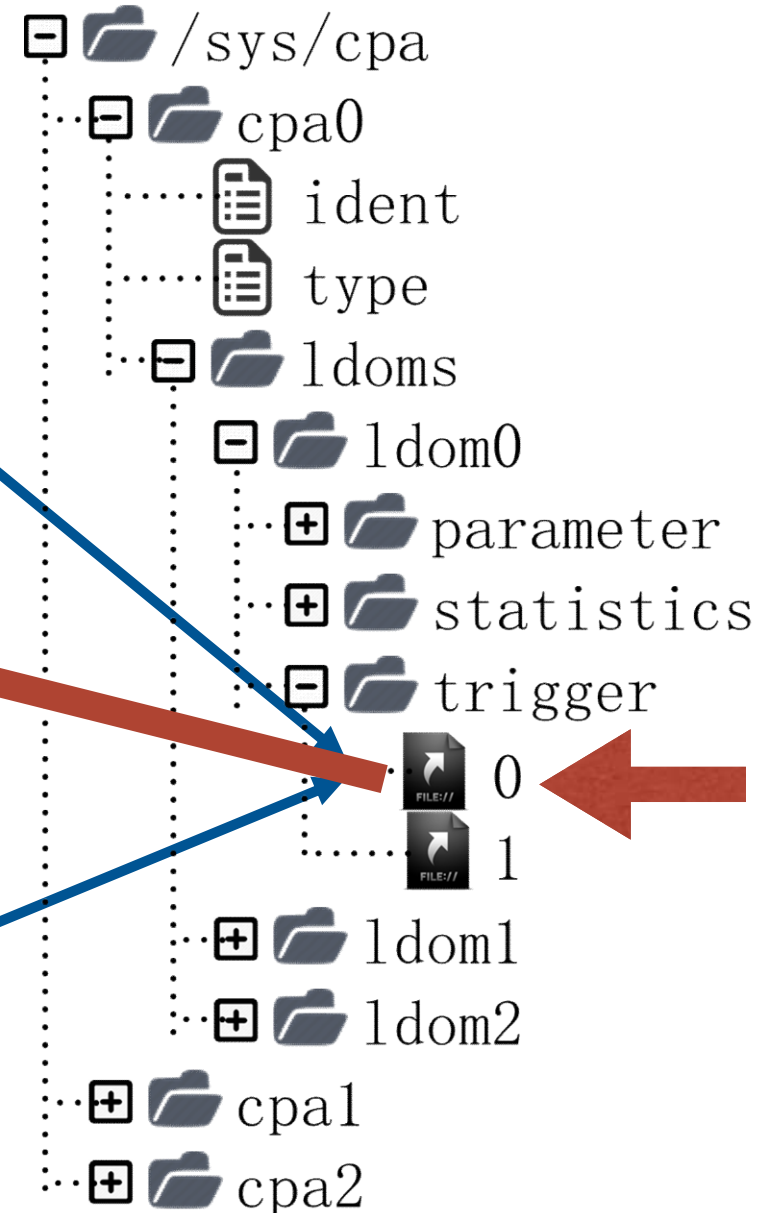 /sys/cpa
cpa0
ident
type
ldoms
ldom0
parameter
statistics
trigger
FILE:// 0
FILE:// 1
ldom1
ldom2
cpa1
cpa2